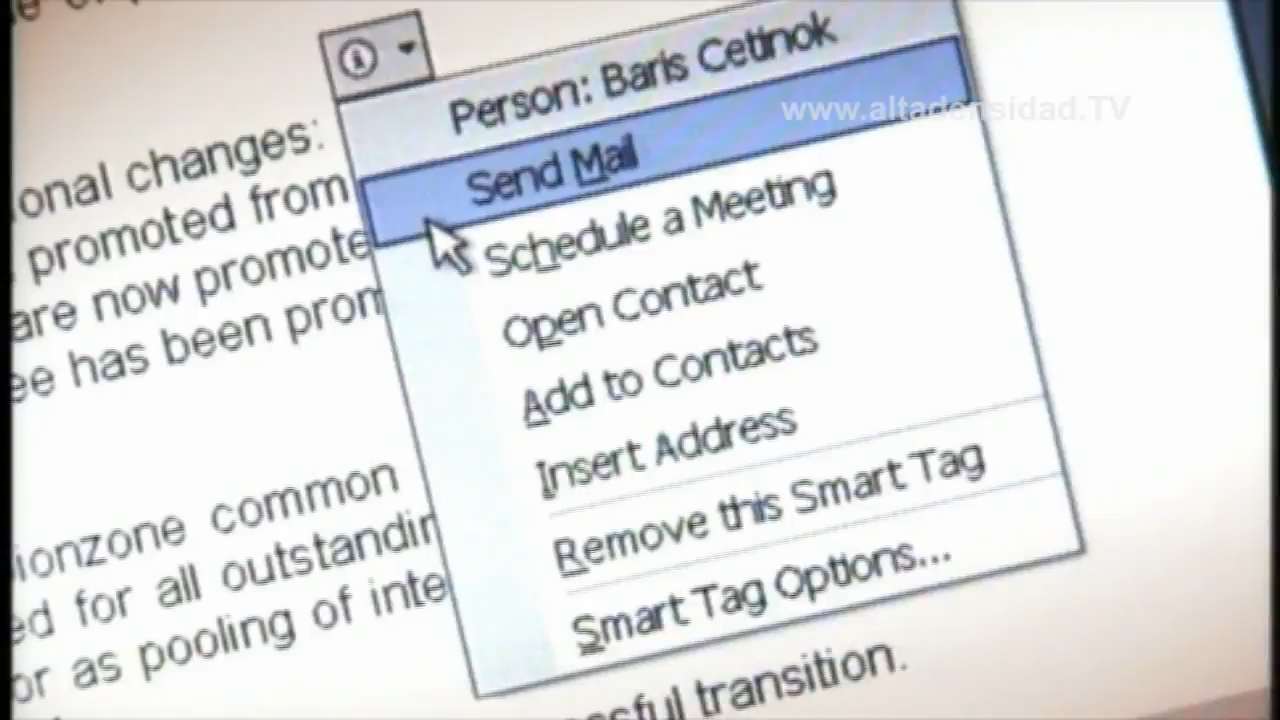 Person: Baris Cetinok
www.altadensidad.TV
Send Mail
Schedule a Meeting
Open Contact
Add to Contacts
Insert Address
Remove this Smart Tag
Smart Tag Options...
onal changes:
promoted from
are now promote
ee has been prom
ionzone common
ed for all outstandin
or as pooling of inte
ssful transition.